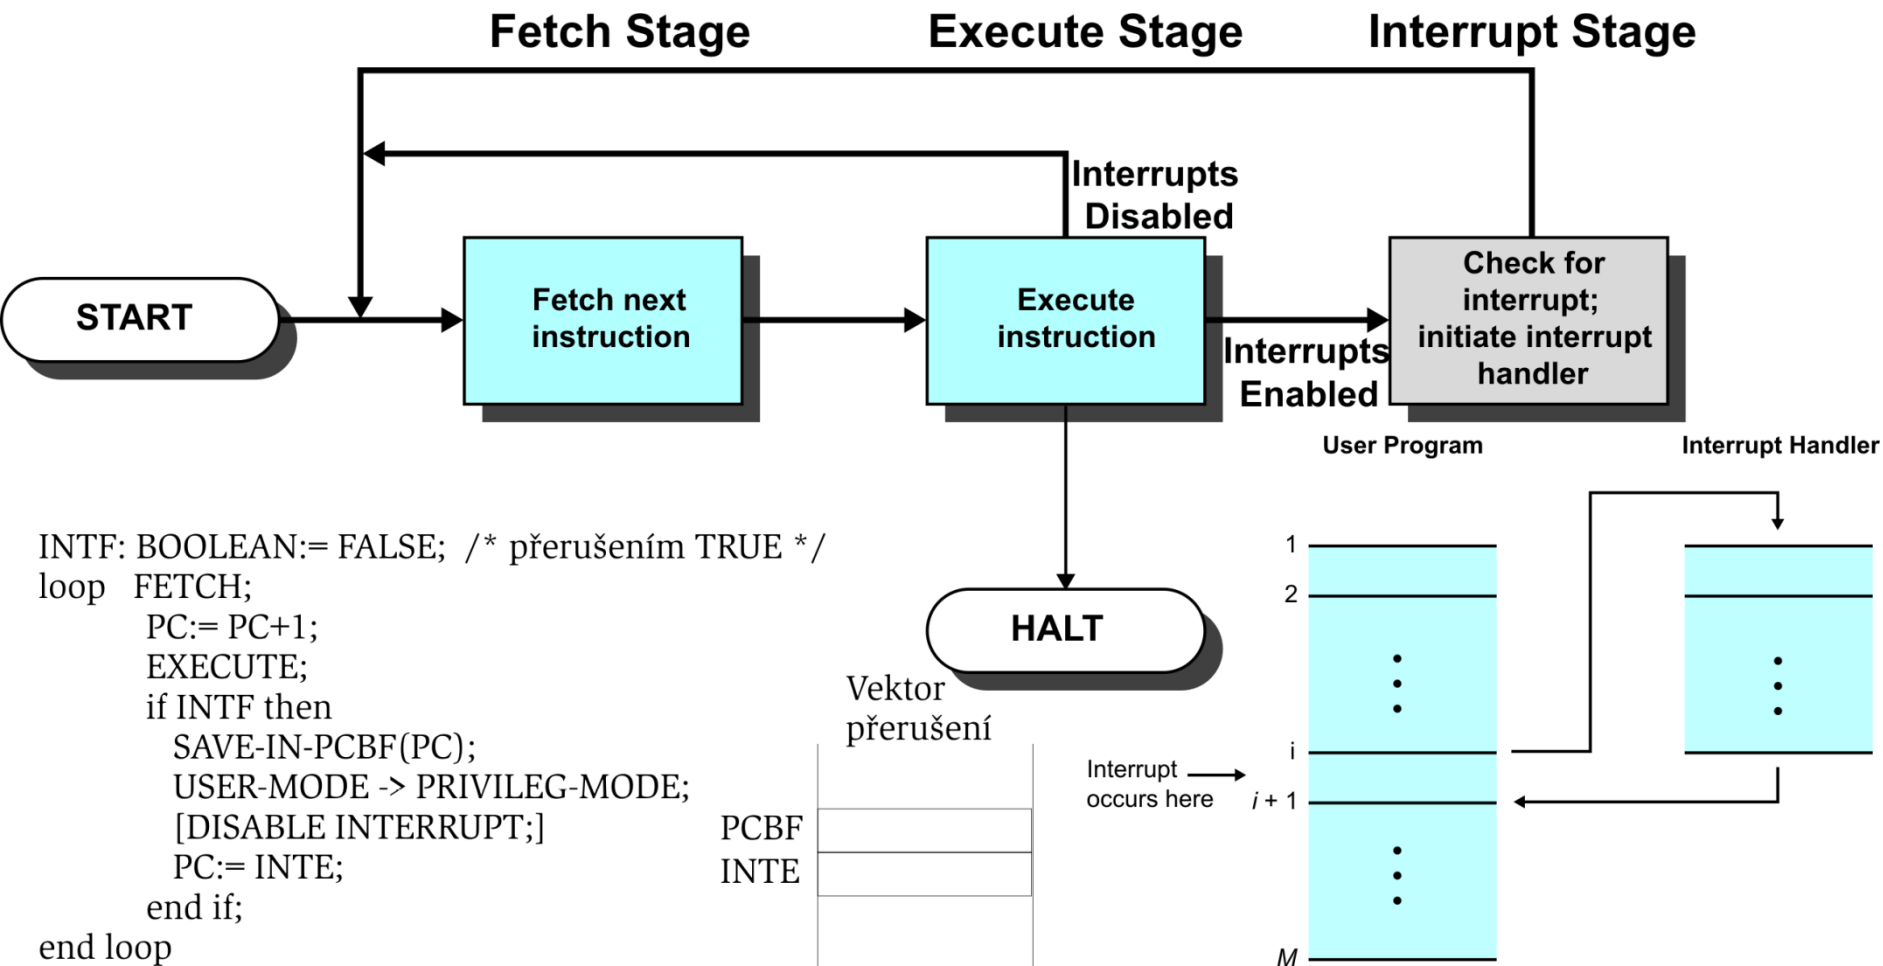 Fetch Stage
Execute Stage
Interrupt Stage
Interrupts
Disabled
START
Fetch next
instruction
Execute
instruction
Interrupts
Enabled
Check for
interrupt;
initiate interrupt
handler
HALT
INTF: BOOLEAN:= FALSE; /* přerušením TRUE */
loop FETCH;
PC:= PC+1;
EXECUTE;
if INTF then
SAVE-IN-PCBF(PC);
USER-MODE -> PRIVILEG-MODE;
[DISABLE INTERRUPT;]
PC:= INTE;
end if;
end loop
Vektor
přerušení
PCBF
INTE
User Program
Interrupt Handler
1
2
i
Interrupt
occurs here
i + 1
M